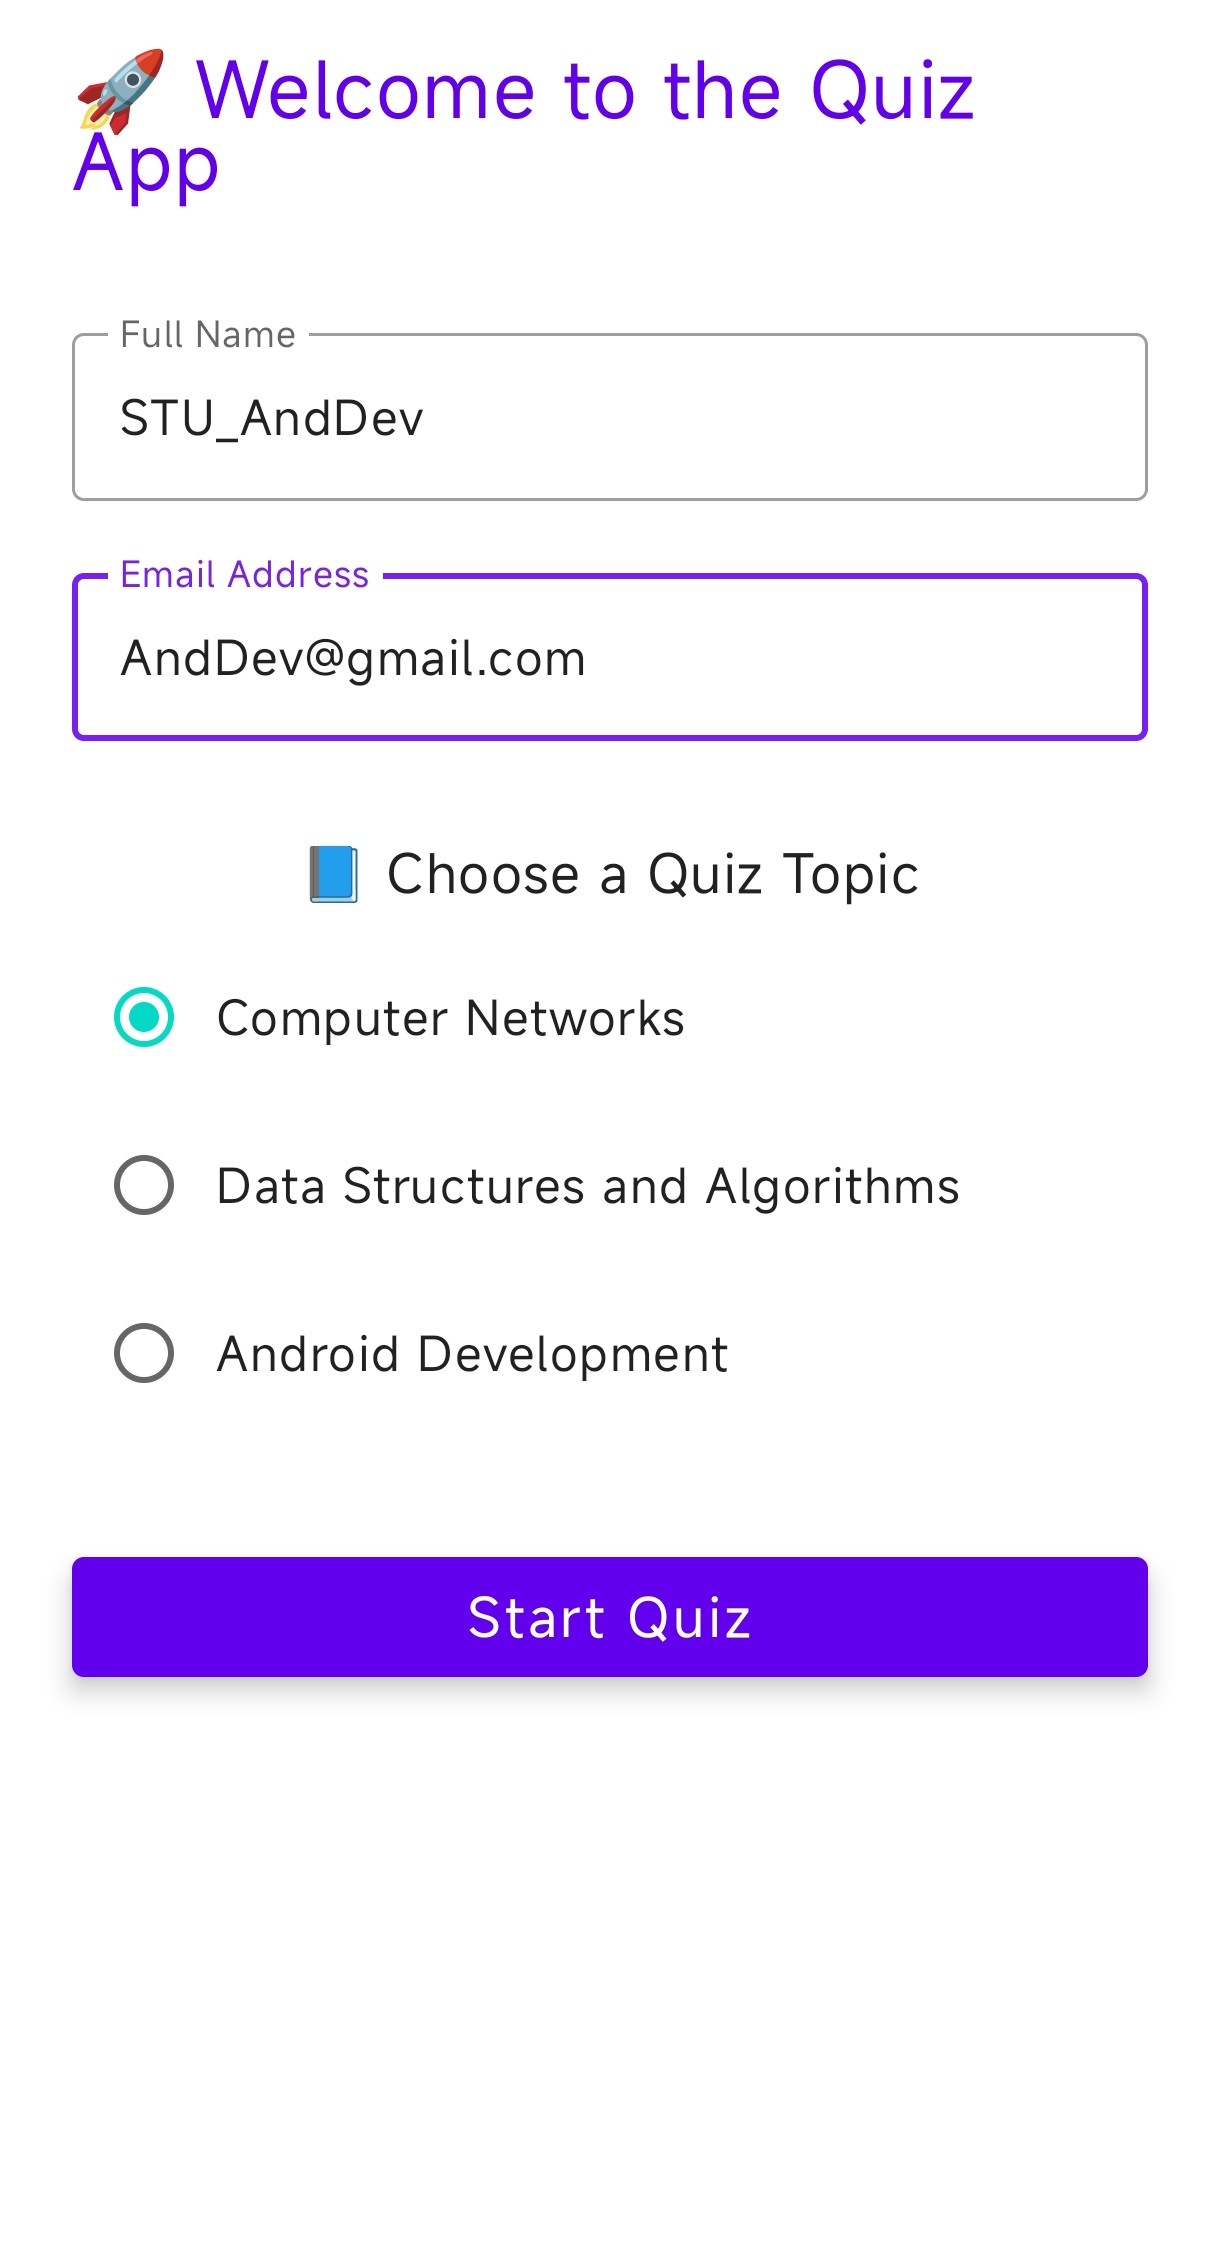 🚀 Welcome to the Quiz
App
Full Name
STU_AndDev
Email Address
AndDev@gmail.com
📘 Choose a Quiz Topic
Computer Networks
Data Structures and Algorithms
Android Development
Start Quiz